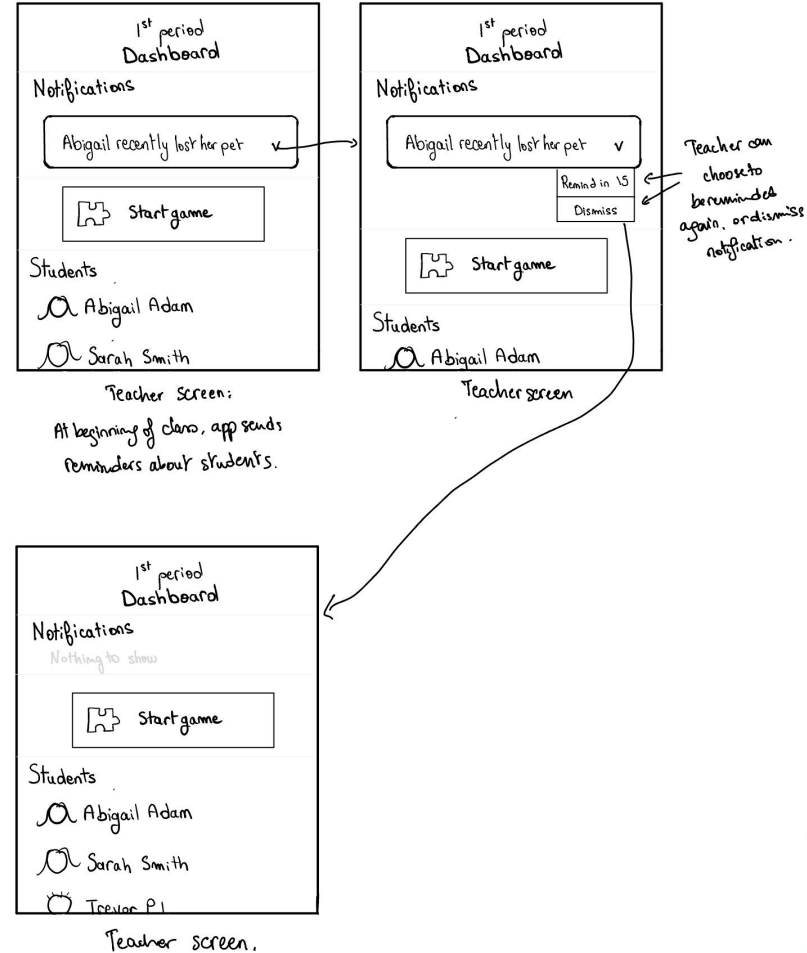 1st period
Dashboard
Notifications
Abigail recently lost her pet
Start game
Students
Abigail Adam
Sarah Smith
Teacher screen:
At beginning of class, app sends
reminders about students.
1st period
Dashboard
Notifications
Abigail recently lost her pet
Remind in 15
Dismiss
Start game
Students
Abigail Adam
Teacher screen
Teacher can
choose to
be reminded
again, or dismiss
notification.
1st period
Dashboard
Notifications
Nothing to show
Start game
Students
Abigail Adam
Sarah Smith
Trevor
Teacher screen.